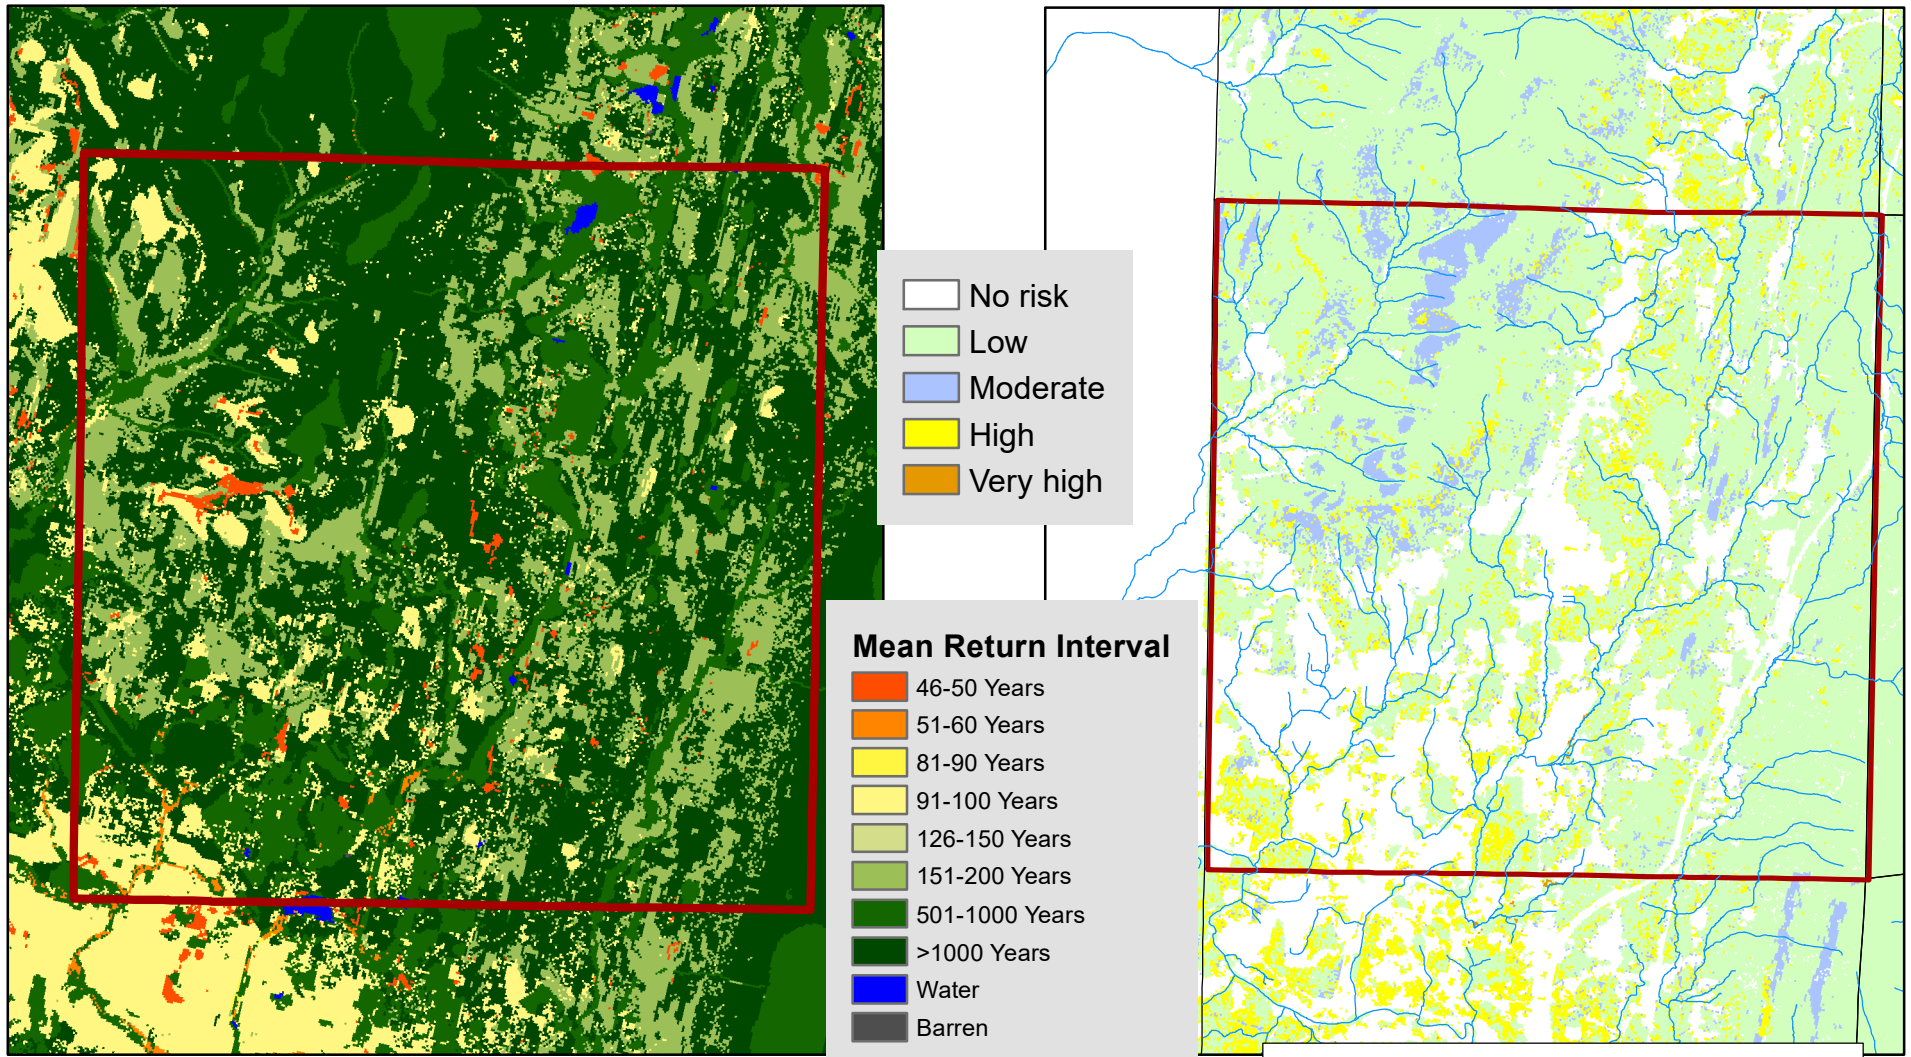 No risk
Low
Moderate
High
Very high
Mean Return Interval
46-50 Years
51-60 Years
81-90 Years
91-100 Years
126-150 Years
151-200 Years
501-1000 Years
>1000 Years
Water
Barren